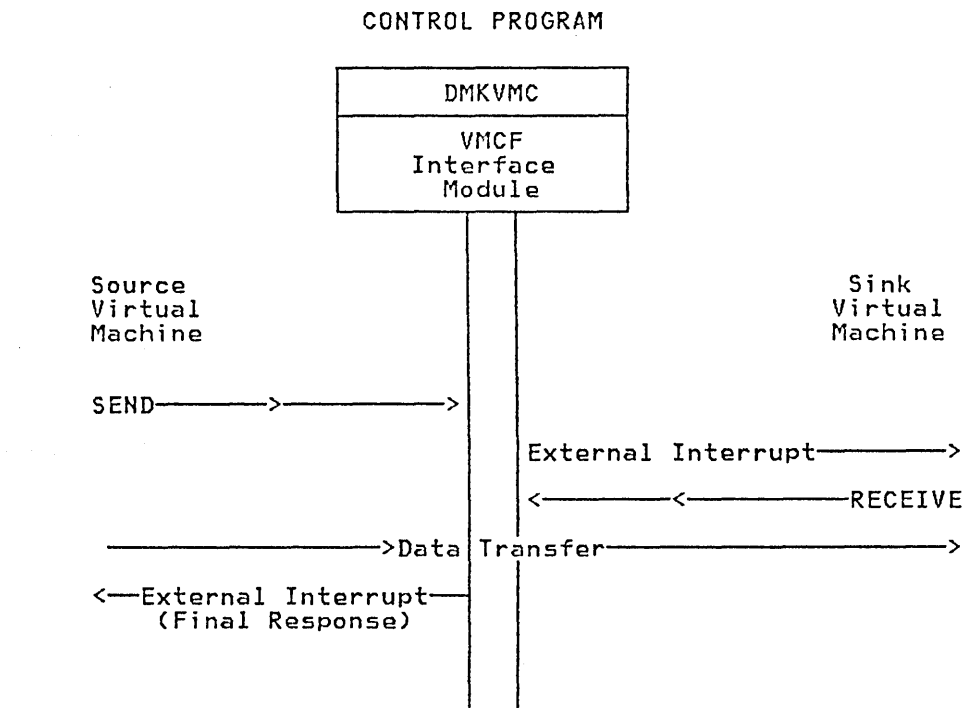 CONTROL PROGRAM
DMKVMC
VMCF
Interface
Module
Source
Virtual
Machine
Sink
Virtual
Machine
SEND
External Interrupt
RECEIVE
Data Transfer
External Interrupt
(Final Response)